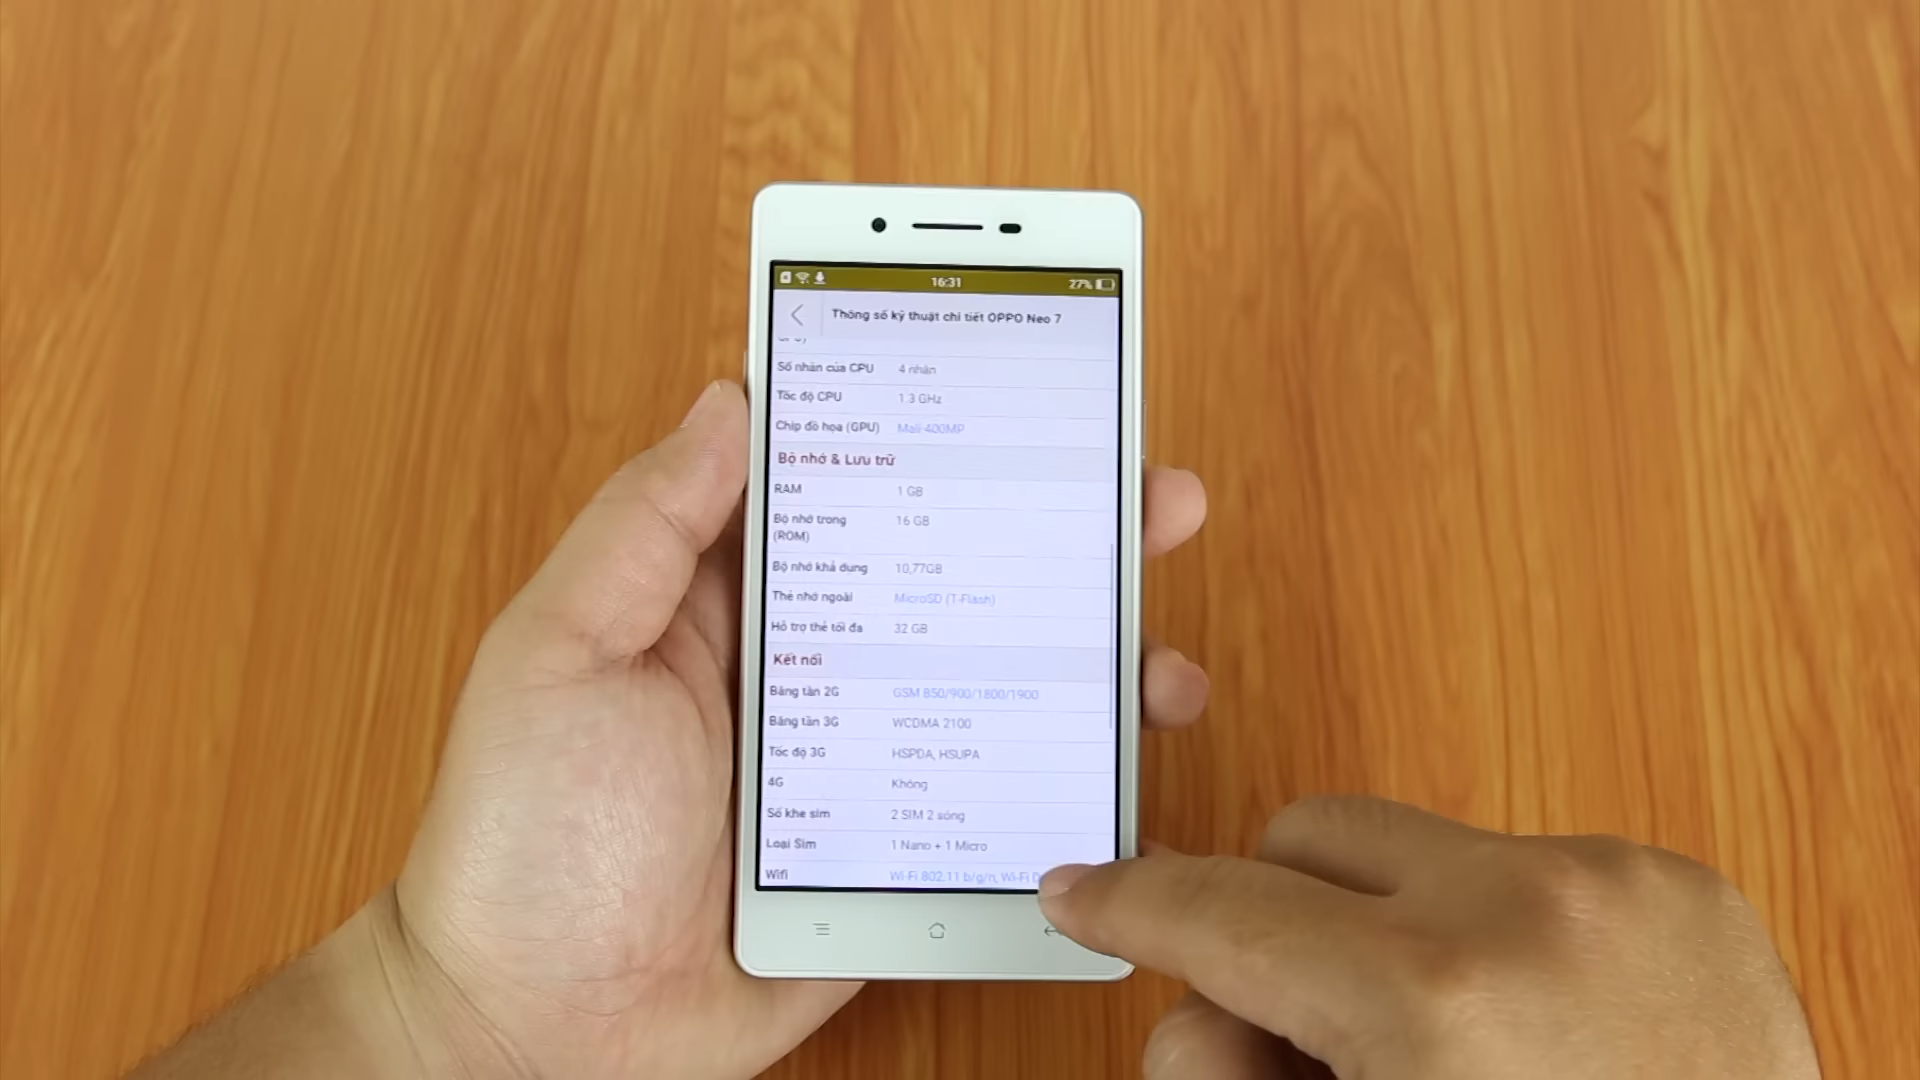 16:31
27%
Thông số kỹ thuật chi tiết OPPO Neo 7
Số nhân của CPU 4 nhân
Tốc độ CPU 1.3 GHz
Chip đồ họa (GPU) Mali-400MP
Bộ nhớ & Lưu trữ
RAM 1 GB
Bộ nhớ trong 16 GB
(ROM)
Bộ nhớ khả dụng 10,77GB
Thẻ nhớ ngoài MicroSD (T-Flash)
Hỗ trợ thẻ tối đa 32 GB
Kết nối
Băng tần 2G GSM 850/900/1800/1900
Băng tần 3G WCDMA 2100
Tốc độ 3G HSPDA, HSUPA
4G Không
Số khe sim 2 SIM 2 sóng
Loại Sim 1 Nano + 1 Micro
Wifi Wi-Fi 802.11 b/g/n, Wi-Fi